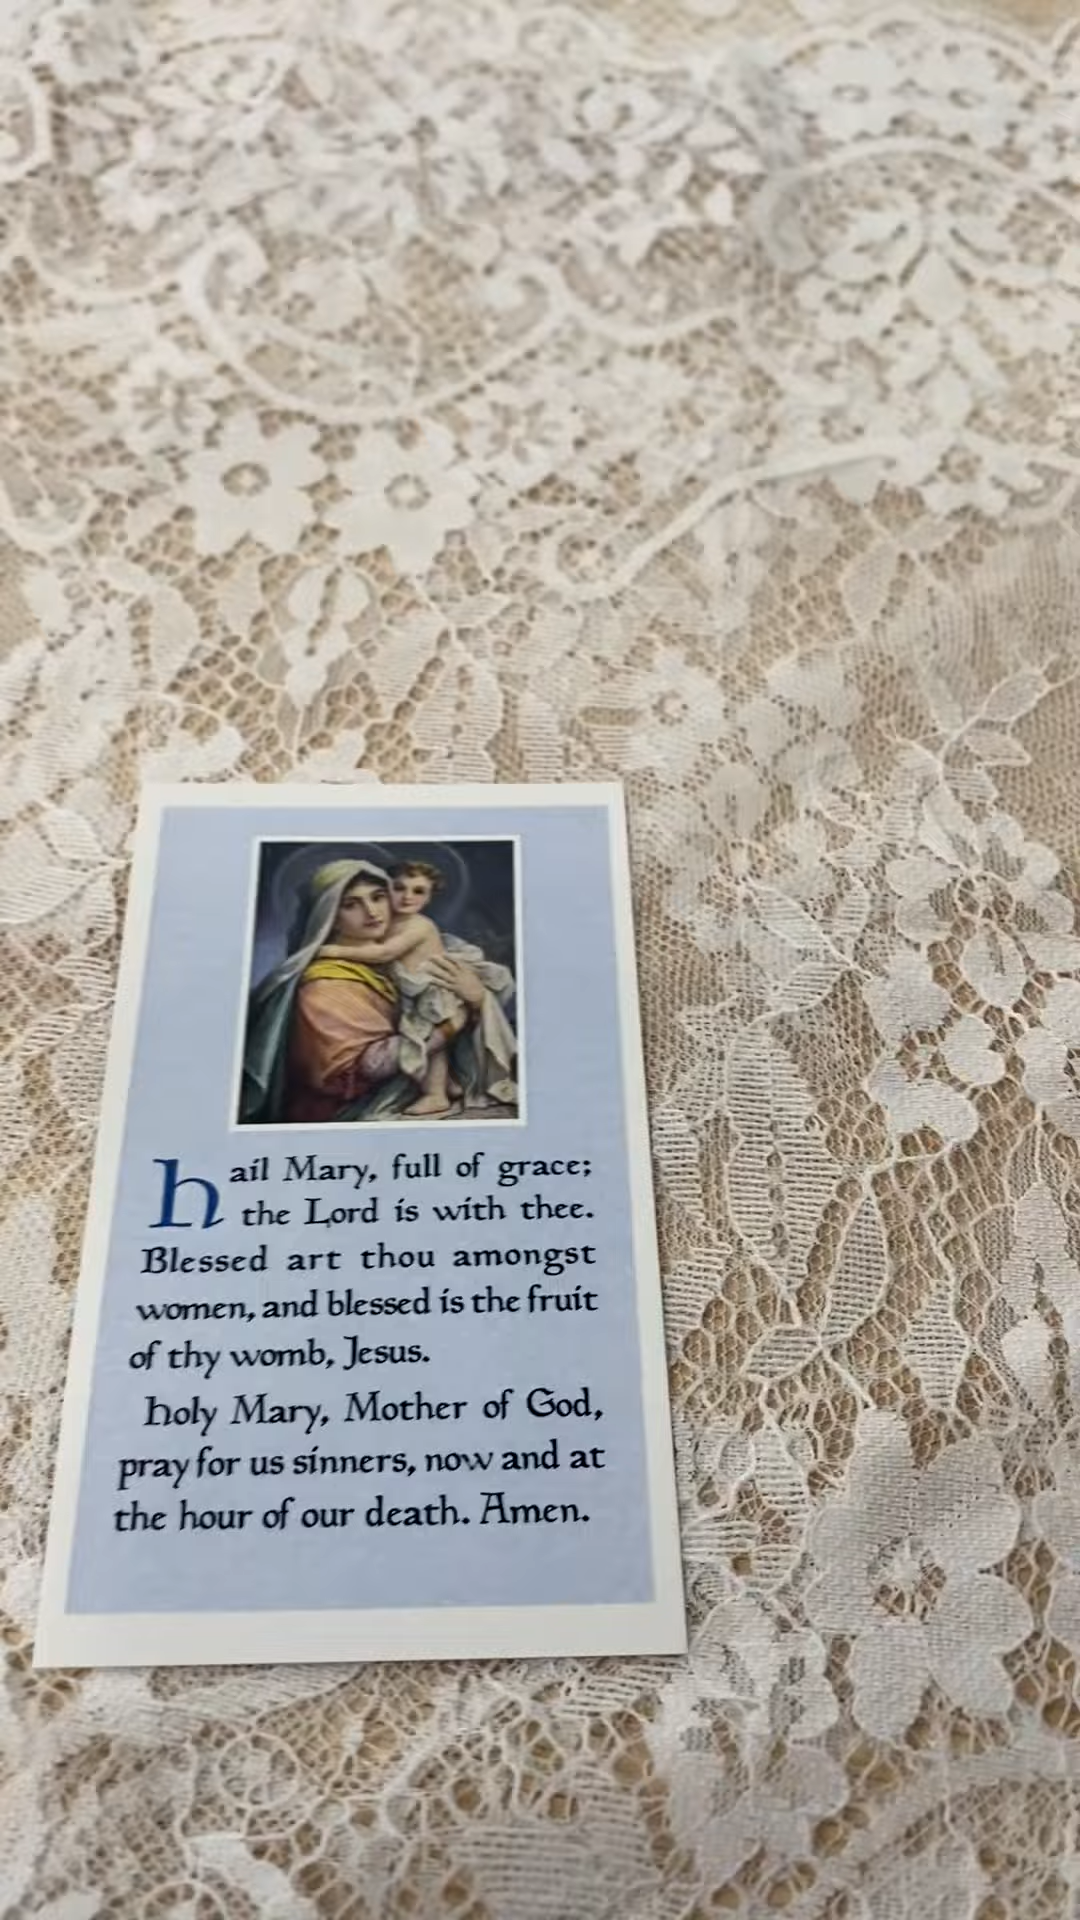 hail Mary, full of grace;
the Lord is with thee.
Blessed art thou amongst
women, and blessed is the fruit
of thy womb, Jesus.
holy Mary, Mother of God,
pray for us sinners, now and at
the hour of our death. Amen.